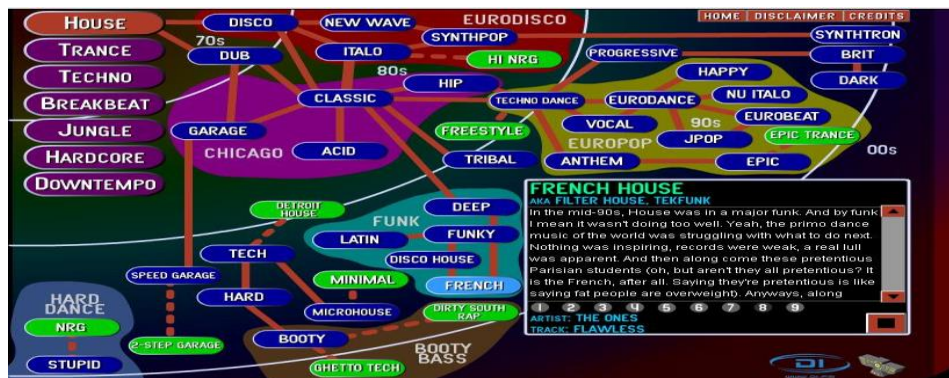 HOUSE
TRANCE
TECHNO
BREAKBEAT
JUNGLE
HARDCORE
DOWNTEMPO
HOME DISCLAIMER CREDITS
70s
DISCO
NEW WAVE
EURODISCO
DUB
ITALO
SYNTHPOP
HI NRG
SYNTHTRON
PROGRESSIVE
BRIT
DARK
80s
HIP
CLASSIC
GARAGE
ACID
CHICAGO
TECHNO DANCE
FREESTYLE
TRIBAL
HAPPY
EURODANCE
NU ITALO
VOCAL
90s
EUROBEAT
JPOP
EPIC TRANCE
EUROPOP
ANTHEM
EPIC
00s
DETROIT HOUSE
FUNK
DEEP
LATIN
FUNKY
DISCO HOUSE
FRENCH
TECH
SPEED GARAGE
HARD
MINIMAL
MICROHOUSE
DIRTY SOUTH RAP
BOOTY
BOOTY
BASS
GHETTO TECH
2-STEP GARAGE
HARD
DANCE
NRG
STUPID
FRENCH HOUSE
AKA FILTER HOUSE, TEKFUNK
In the mid-90s, House was in a major funk. And by funk
I mean it wasn't doing too well. Yeah, the primo dance
music of the world was struggling with what to do next.
Nothing was inspiring, records were weak, a real lull
was apparent. And then along come these pretentious
Parisian students (oh, but aren't they all pretentious? It
is the French, after all. Saying they're pretentious is like
saying fat people are overweight). Anyways, along
1 2 3 4 5 6 7 8 9
ARTIST: THE ONES
TRACK: FLAWLESS
DI